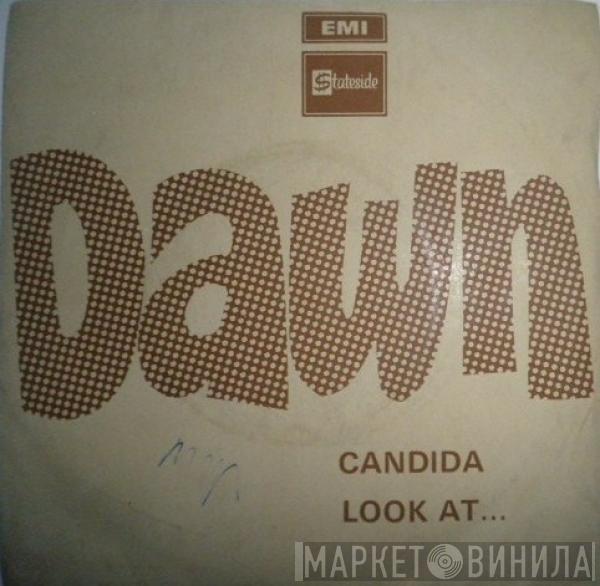 EMI
Stateside
Dawn
CANDIDA
LOOK AT...
МАРКЕТ ВИНИЛА